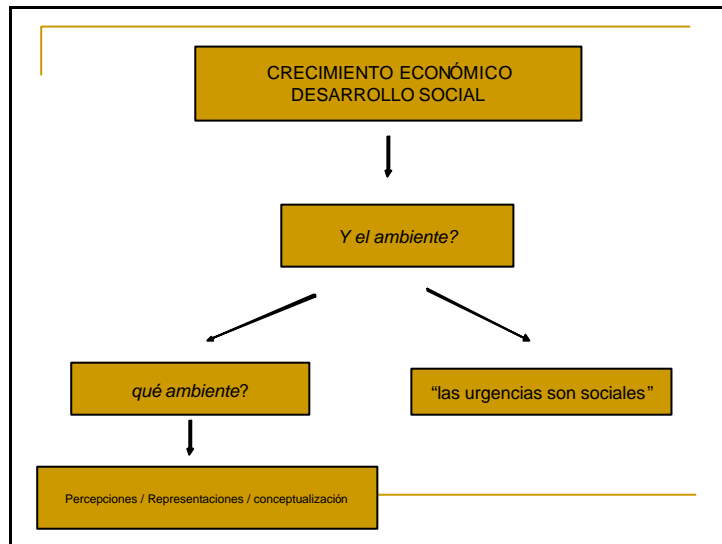 CRECIMIENTO ECONÓMICO
DESARROLLO SOCIAL
Y el ambiente?
qué ambiente?
“las urgencias son sociales”
Percepciones / Representaciones / conceptualización